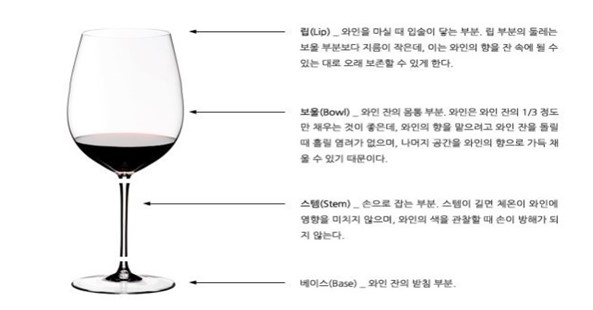 립(Lip) _ 와인을 마실 때 입술이 닿는 부분. 립 부분의 둘레는
보울 부분보다 지름이 작은데, 이는 와인의 향을 잔 속에 될 수
있는 대로 오래 보존할 수 있게 한다.
보울(Bowl) _ 와인 잔의 몸통 부분. 와인은 와인 잔의 1/3 정도
만 채우는 것이 좋은데, 와인의 향을 맡으려고 와인 잔을 돌릴
때 흘릴 염려가 없으며, 나머지 공간을 와인의 향으로 가득 채
울 수 있기 때문이다.
스템(Stem) _ 손으로 잡는 부분. 스템이 길면 체온이 와인에
영향을 미치지 않으며, 와인의 색을 관찰할 때 손이 방해가 되
지 않는다.
베이스(Base) _ 와인 잔의 받침 부분.